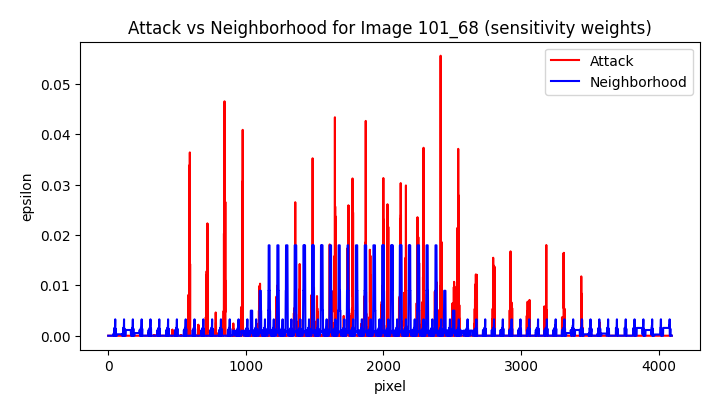 Attack vs Neighborhood for Image 101_68 (sensitivity weights)
Attack
Neighborhood
epsilon
0.05
0.04
0.03
0.02
0.01
0.00
0 1000 2000 3000 4000
pixel